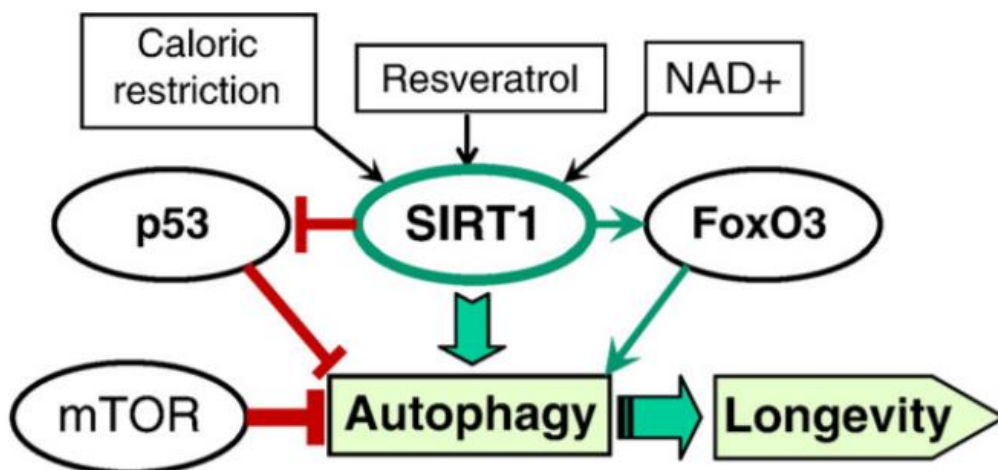 Caloric
restriction
Resveratrol
NAD+
p53
SIRT1
FoxO3
mTOR
Autophagy
Longevity